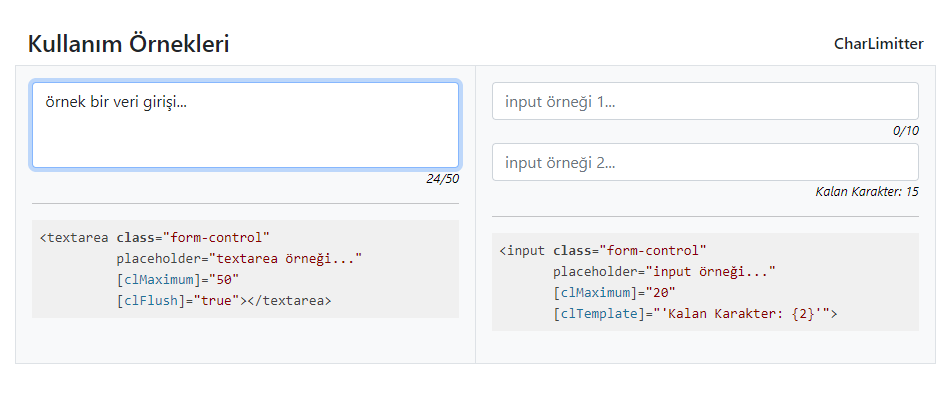 Kullanım Örnekleri
CharLimitter
örnek bir veri girişi...
24/50
<textarea class="form-control"
placeholder="textarea örneği..."
[clMaximum]="50"
[clFlush]="true"></textarea>
input örneği 1...
0/10
input örneği 2...
Kalan Karakter: 15
<input class="form-control"
placeholder="input örneği..."
[clMaximum]="20"
[clTemplate]="'Kalan Karakter: {2}'">